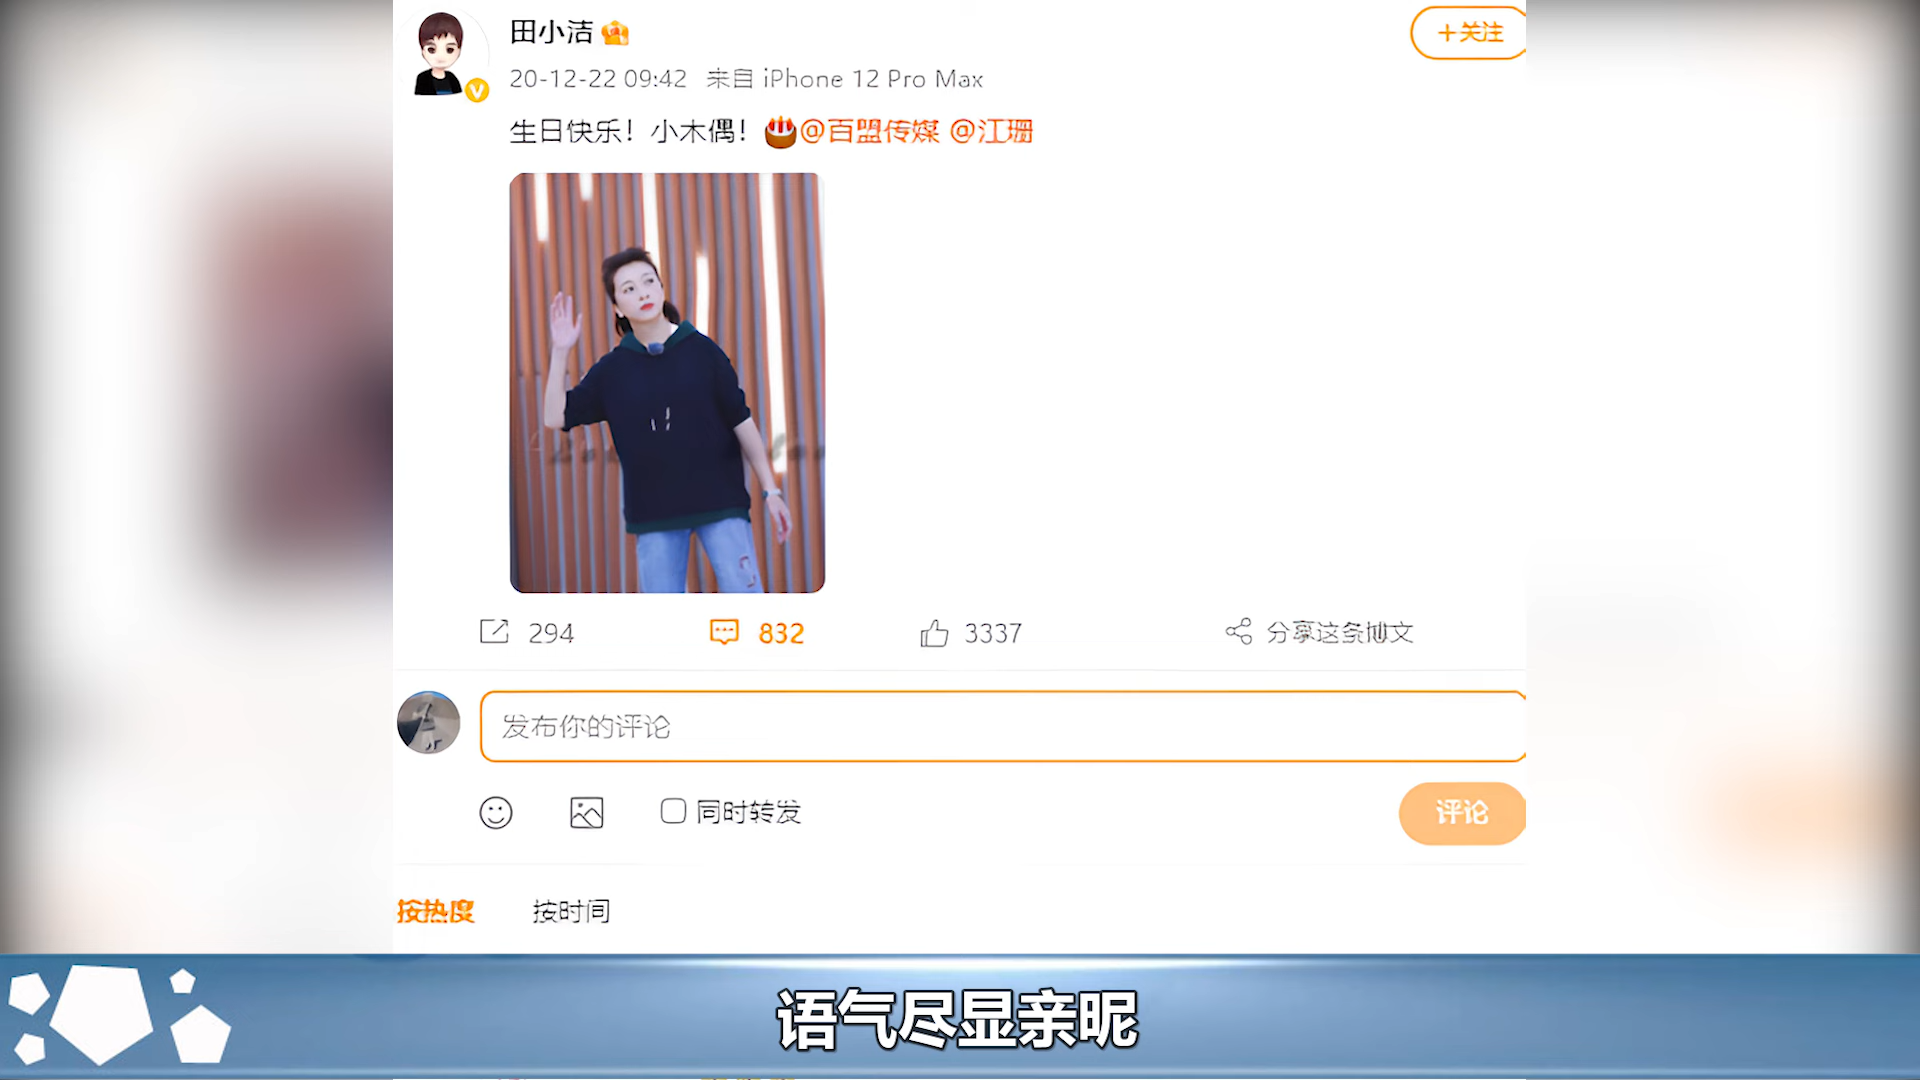 田小洁
+关注
20-12-22 09:42 来自 iPhone 12 Pro Max
生日快乐！小木偶！@百盟传媒 @江珊
294
832
3337
分享这条博文
发布你的评论
同时转发
评论
按热度
按时间
语气尽显亲昵